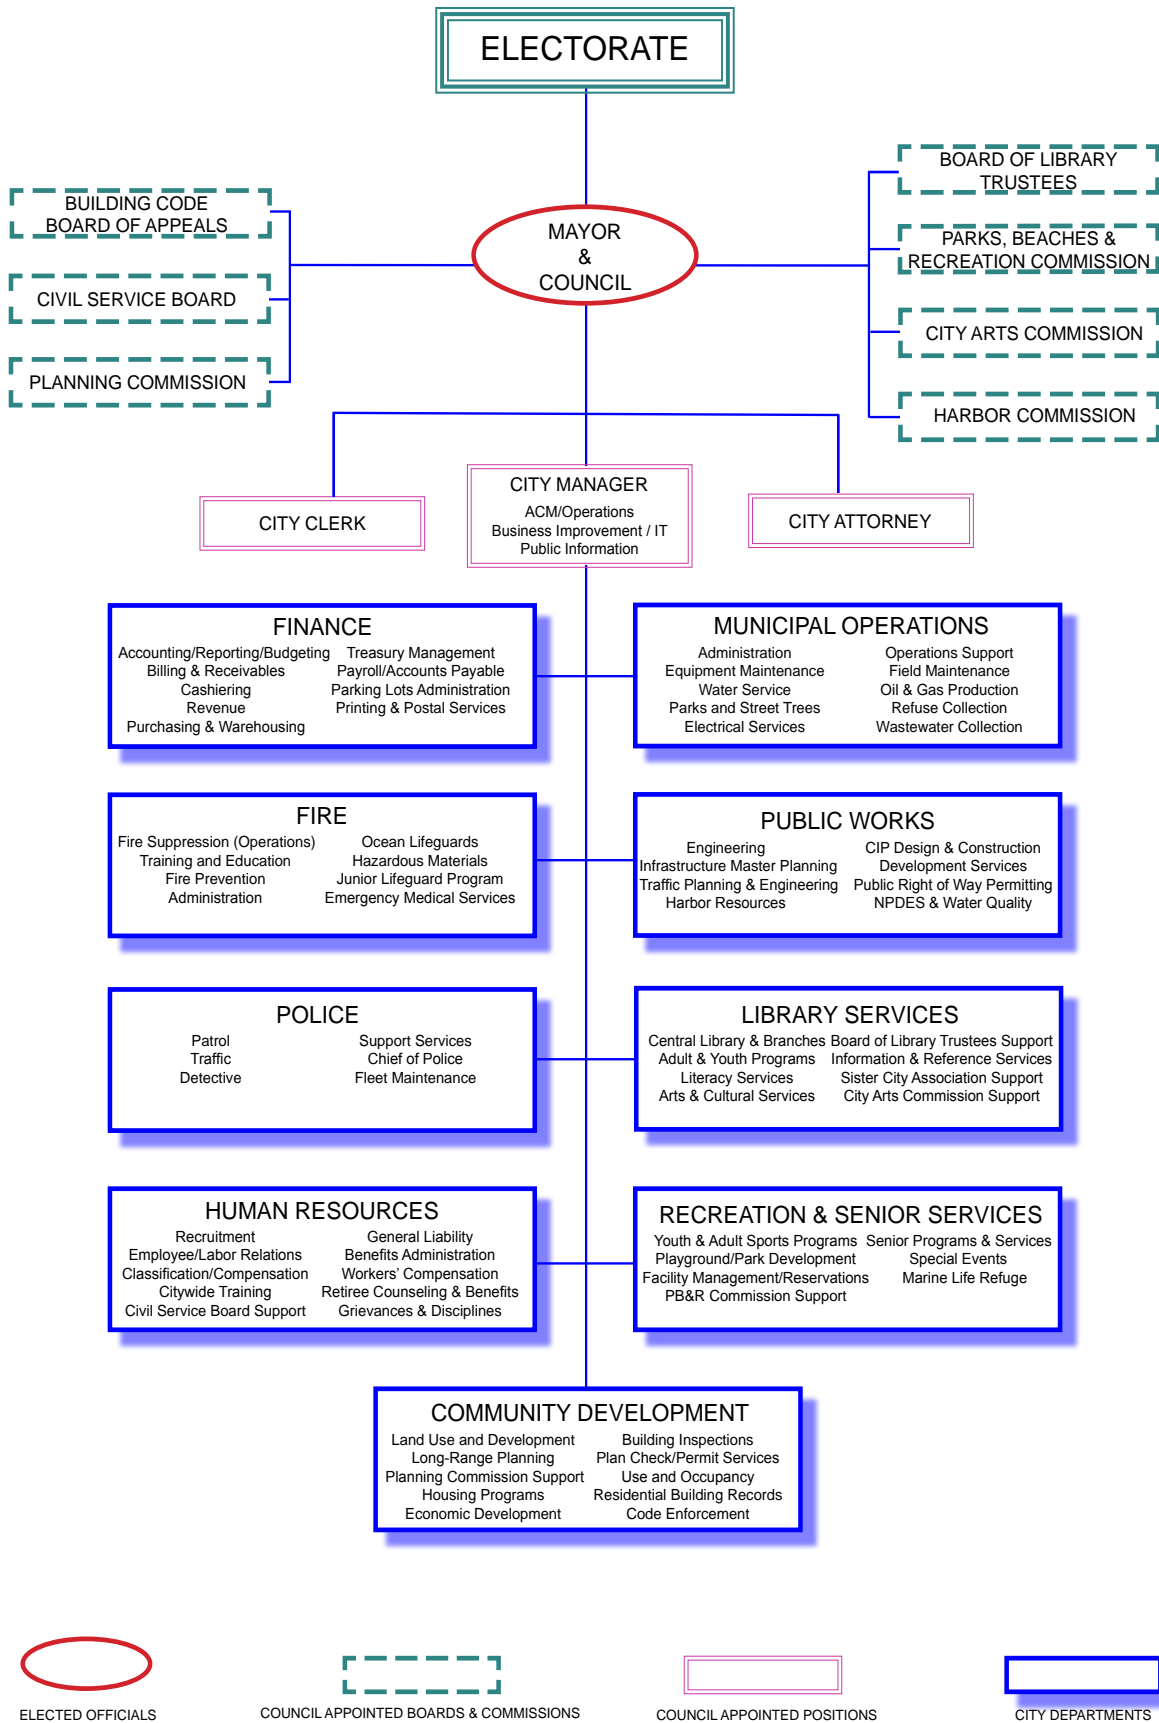 ELECTORATE
BUILDING CODE
BOARD OF APPEALS
CIVIL SERVICE BOARD
PLANNING COMMISSION
MAYOR
&
COUNCIL
BOARD OF LIBRARY
TRUSTEES
PARKS, BEACHES &
RECREATION COMMISSION
CITY ARTS COMMISSION
HARBOR COMMISSION
CITY CLERK
CITY MANAGER
ACM/Operations
Business Improvement / IT
Public Information
CITY ATTORNEY
FINANCE
Accounting/Reporting/Budgeting
Billing & Receivables
Cashiering
Revenue
Purchasing & Warehousing
Treasury Management
Payroll/Accounts Payable
Parking Lots Administration
Printing & Postal Services
MUNICIPAL OPERATIONS
Administration
Equipment Maintenance
Water Service
Parks and Street Trees
Electrical Services
Operations Support
Field Maintenance
Oil & Gas Production
Refuse Collection
Wastewater Collection
FIRE
Fire Suppression (Operations)
Training and Education
Fire Prevention
Administration
Ocean Lifeguards
Hazardous Materials
Junior Lifeguard Program
Emergency Medical Services
PUBLIC WORKS
Engineering
Infrastructure Master Planning
Traffic Planning & Engineering
Harbor Resources
CIP Design & Construction
Development Services
Public Right of Way Permitting
NPDES & Water Quality
POLICE
Patrol
Traffic
Detective
Support Services
Chief of Police
Fleet Maintenance
LIBRARY SERVICES
Central Library & Branches
Adult & Youth Programs
Literacy Services
Arts & Cultural Services
Board of Library Trustees Support
Information & Reference Services
Sister City Association Support
City Arts Commission Support
HUMAN RESOURCES
Recruitment
Employee/Labor Relations
Classification/Compensation
Citywide Training
Civil Service Board Support
General Liability
Benefits Administration
Workers' Compensation
Retiree Counseling & Benefits
Grievances & Disciplines
RECREATION & SENIOR SERVICES
Youth & Adult Sports Programs
Playground/Park Development
Facility Management/Reservations
PB&R Commission Support
Senior Programs & Services
Special Events
Marine Life Refuge
COMMUNITY DEVELOPMENT
Land Use and Development
Long-Range Planning
Planning Commission Support
Housing Programs
Economic Development
Building Inspections
Plan Check/Permit Services
Use and Occupancy
Residential Building Records
Code Enforcement
ELECTED OFFICIALS
COUNCIL APPOINTED BOARDS & COMMISSIONS
COUNCIL APPOINTED POSITIONS
CITY DEPARTMENTS